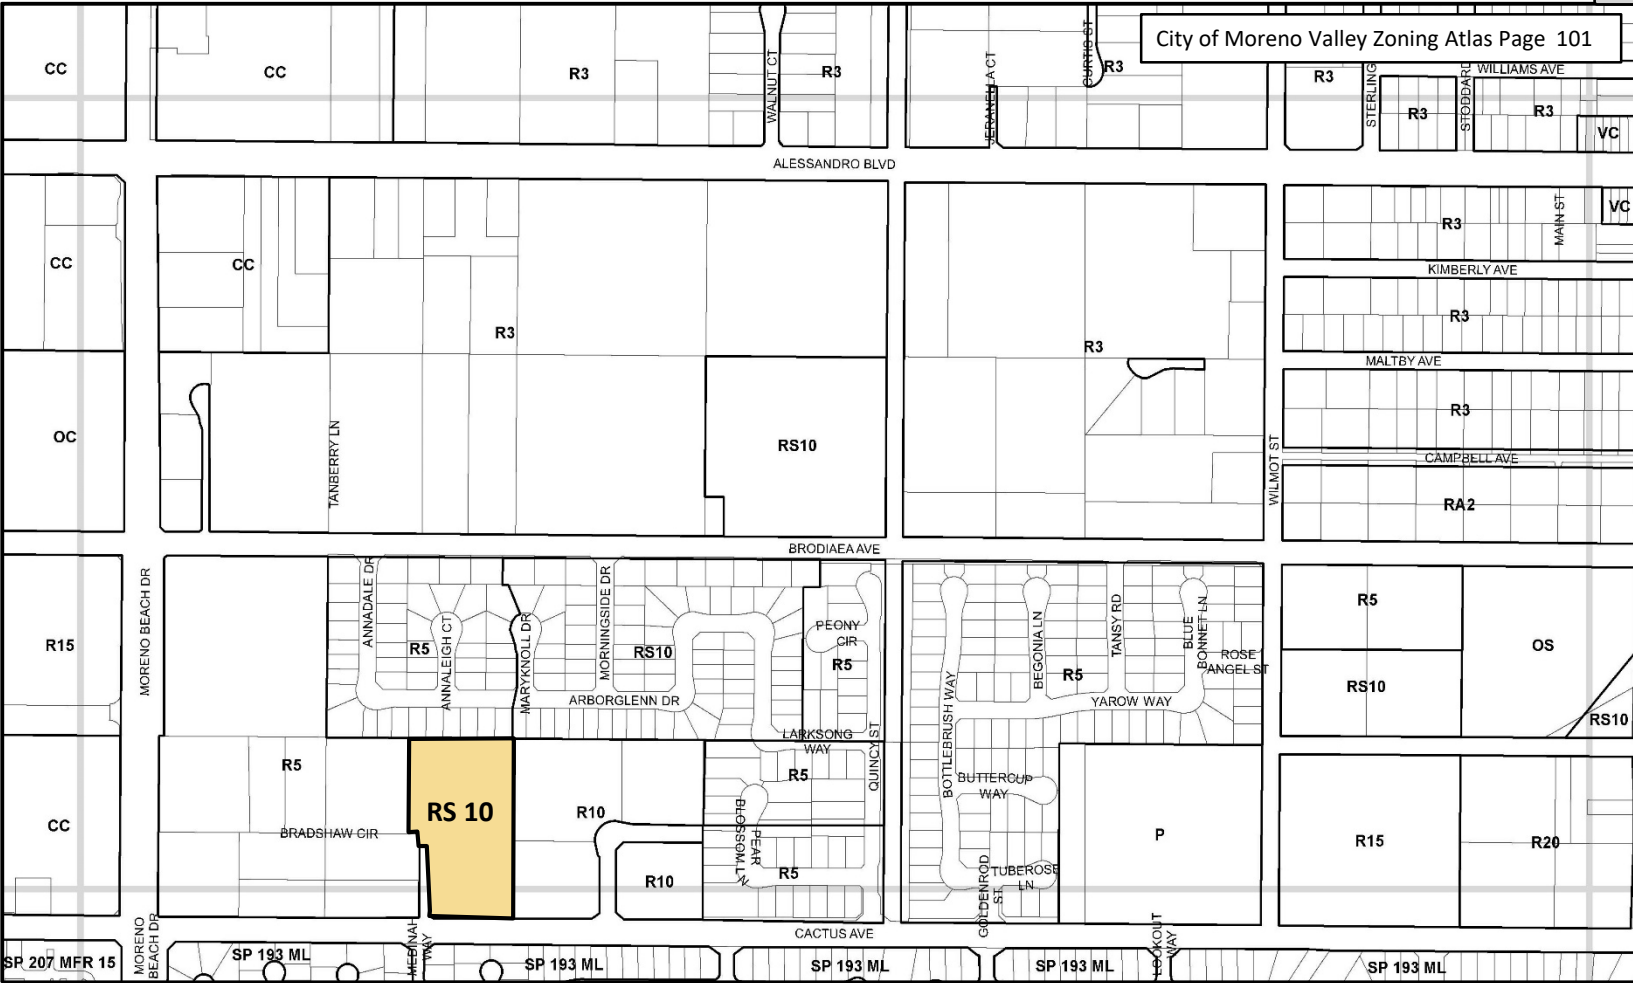 City of Moreno Valley Zoning Atlas Page 101
CC
CC
R3
WALNUT CT
R3
JERANELLA CT
CURTIS ST
R3
R3
STERLING
R3
STODDARD
WILLIAMS AVE
R3
VC
ALESSANDRO BLVD
CC
CC
R3
R3
R3
MAIN ST
VC
KIMBERLY AVE
R3
MALTBY AVE
R3
CAMPBELL AVE
RA2
OC
TANBERRY LN
RS10
WILMOT ST
BRODIAEA AVE
R15
MORENO BEACH DR
ANNADALE DR
R5
ANNALEIGH CT
MARYKNOLL DR
MORNINGSIDE DR
RS10
ARBORGLENN DR
PEONY
CIR
R5
LARKSONG
WAY
QUINCY ST
BOTTLEBRUSH WAY
BEGONIA LN
R5
TANSY RD
BLUE
BONNET LN
ROSE
ANGEL ST
YAROW WAY
R5
RS10
OS
RS10
CC
R5
BRADSHAW CIR
RS 10
R10
R10
R5
BLOSSOM LN
PEAR
R5
BUTTERCUP
WAY
TUBEROSE
LN
GOLDENROD
ST
P
R15
R20
CACTUS AVE
MORENO
BEACH DR
MEDINAH
WAY
LOOKOUT
WAY
SP 207 MFR 15
SP 193 ML
SP 193 ML
SP 193 ML
SP 193 ML
SP 193 ML